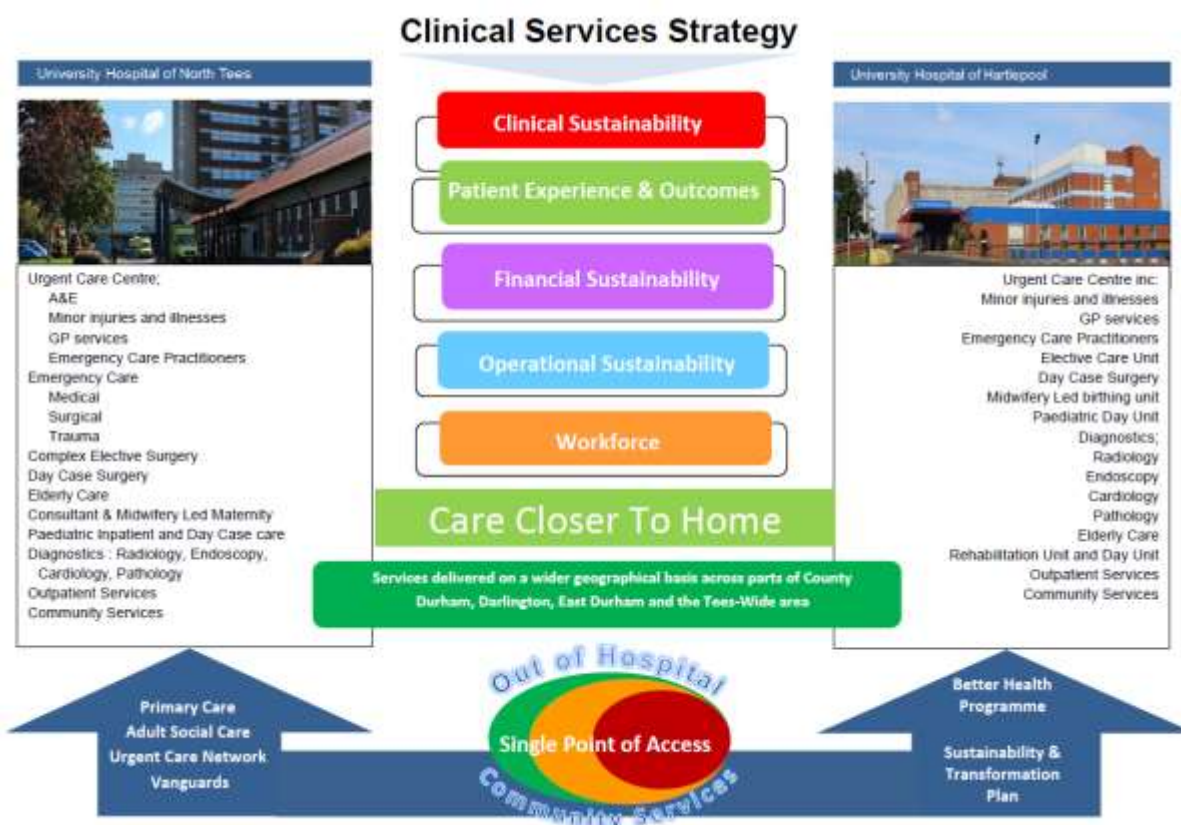 Clinical Services Strategy
University Hospital of North Tees
Urgent Care Centre;
A&E
Minor injuries and illnesses
GP services
Emergency Care Practitioners
Emergency Care
Medical
Surgical
Trauma
Complex Elective Surgery
Day Case Surgery
Elderly Care
Consultant & Midwifery Led Maternity
Paediatric Inpatient and Day Case care
Diagnostics : Radiology, Endoscopy,
Cardiology, Pathology
Outpatient Services
Community Services
Clinical Sustainability
Patient Experience & Outcomes
Financial Sustainability
Operational Sustainability
Workforce
Care Closer To Home
Services delivered on a wider geographical basis across parts of County
Durham, Darlington, East Durham and the Tees-Wide area
University Hospital of Hartlepool
Urgent Care Centre inc:
Minor injuries and illnesses
GP services
Emergency Care Practitioners
Elective Care Unit
Day Case Surgery
Midwifery Led birthing unit
Paediatric Day Unit
Diagnostics;
Radiology
Endoscopy
Cardiology
Pathology
Elderly Care
Rehabilitation Unit and Day Unit
Outpatient Services
Community Services
Primary Care
Adult Social Care
Urgent Care Network
Vanguards
Out of Hospital
Single Point of Access
Community Services
Better Health
Programme
Sustainability &
Transformation
Plan